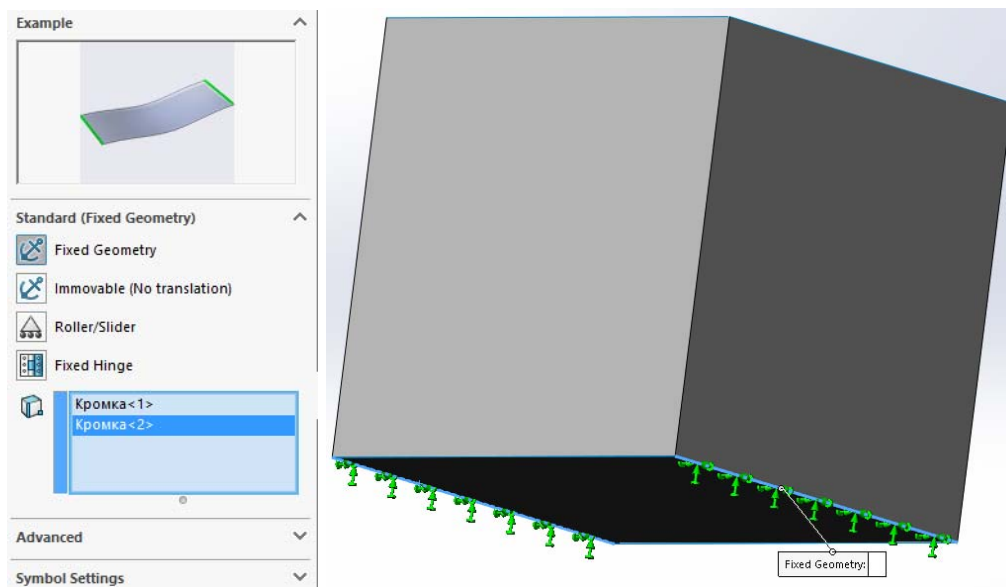 Example
Standard (Fixed Geometry)
Fixed Geometry
Immovable (No translation)
Roller/Slider
Fixed Hinge
Кромка<1>
Кромка<2>
Advanced
Symbol Settings
Fixed Geometry: